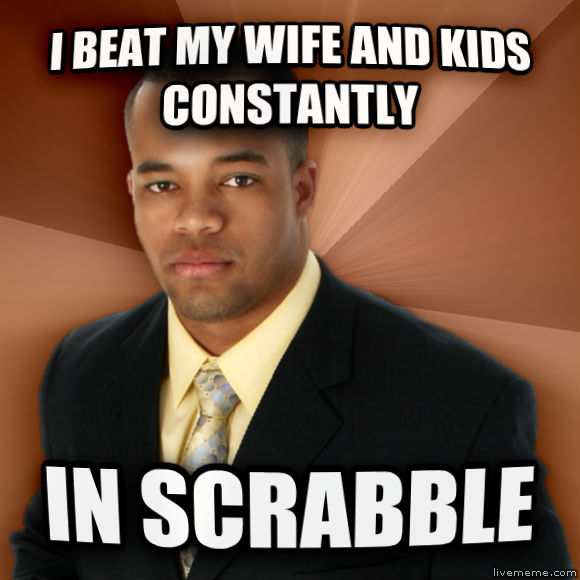 I BEAT MY WIFE AND KIDS
CONSTANTLY
IN SCRABBLE
livememe.com